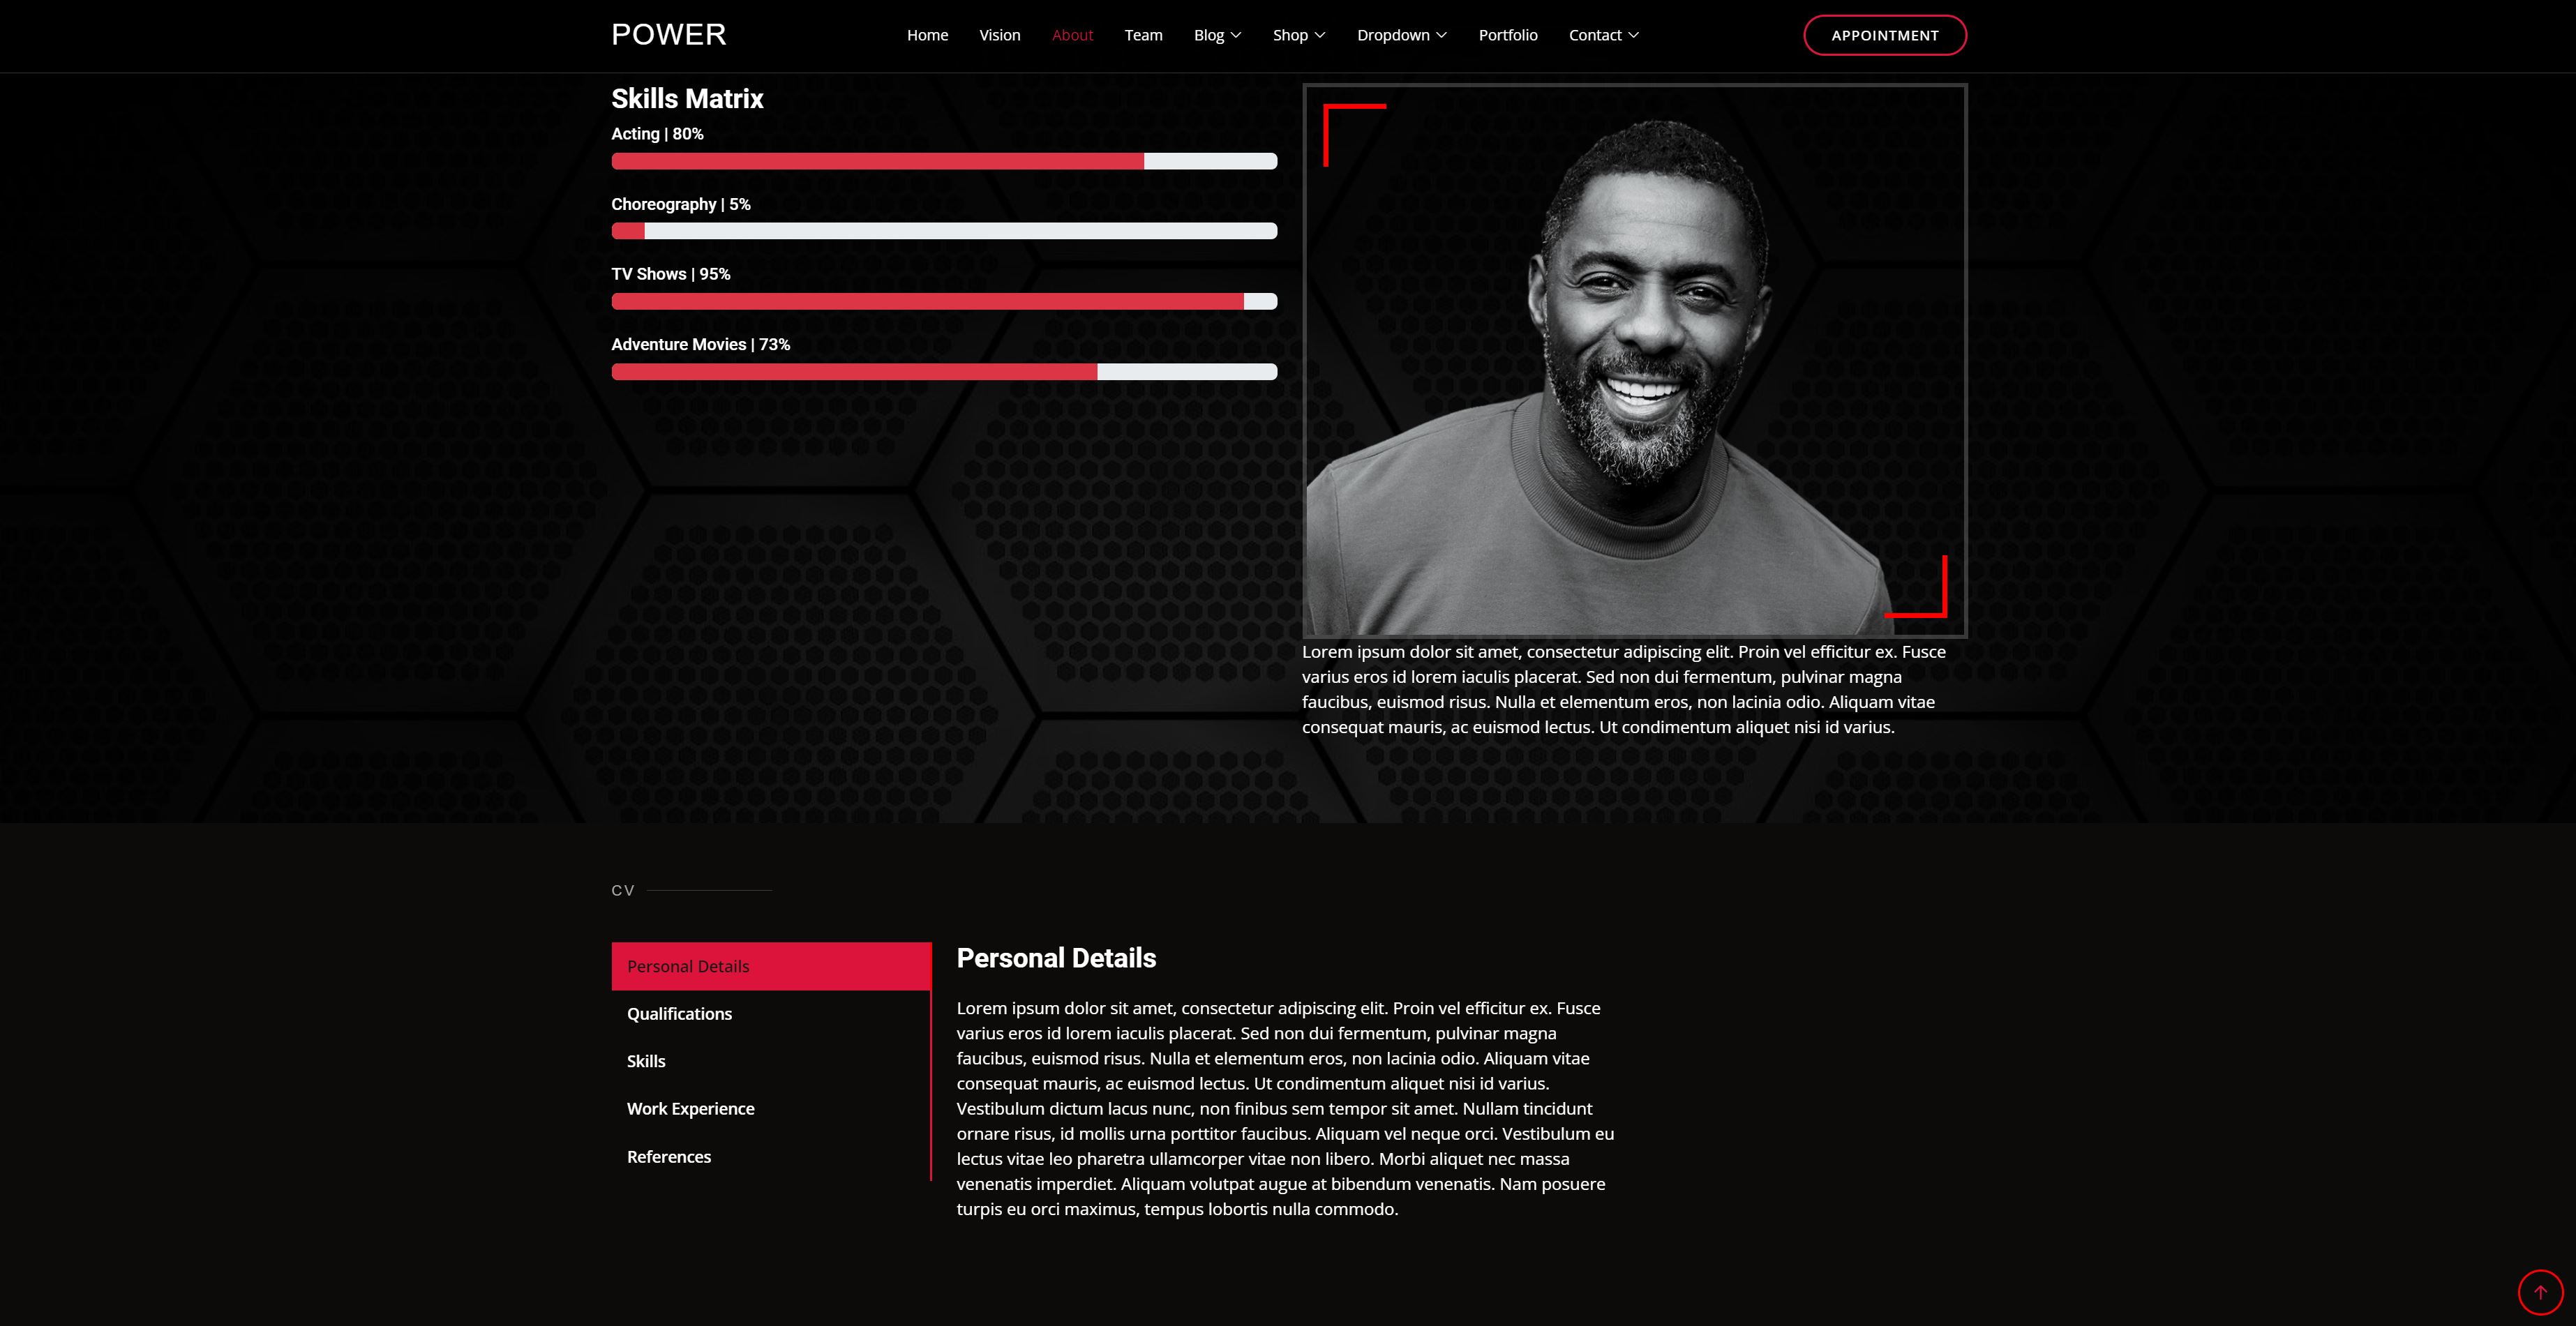 POWER
Home Vision About Team Blog Shop Dropdown Portfolio Contact
APPOINTMENT
Skills Matrix
Acting | 80%
Choreography | 5%
TV Shows | 95%
Adventure Movies | 73%
Lorem ipsum dolor sit amet, consectetur adipiscing elit. Proin vel efficitur ex. Fusce
varius eros id lorem iaculis placerat. Sed non dui fermentum, pulvinar magna
faucibus, euismod risus. Nulla et elementum eros, non lacinia odio. Aliquam vitae
consequat mauris, ac euismod lectus. Ut condimentum aliquet nisi id varius.
CV
Personal Details
Qualifications
Skills
Work Experience
References
Personal Details
Lorem ipsum dolor sit amet, consectetur adipiscing elit. Proin vel efficitur ex. Fusce
varius eros id lorem iaculis placerat. Sed non dui fermentum, pulvinar magna
faucibus, euismod risus. Nulla et elementum eros, non lacinia odio. Aliquam vitae
consequat mauris, ac euismod lectus. Ut condimentum aliquet nisi id varius.
Vestibulum dictum lacus nunc, non finibus sem tempor sit amet. Nullam tincidunt
ornare risus, id mollis urna porttitor faucibus. Aliquam vel neque orci. Vestibulum eu
lectus vitae leo pharetra ullamcorper vitae non libero. Morbi aliquet nec massa
venenatis imperdiet. Aliquam volutpat augue at bibendum venenatis. Nam posuere
turpis eu orci maximus, tempus lobortis nulla commodo.